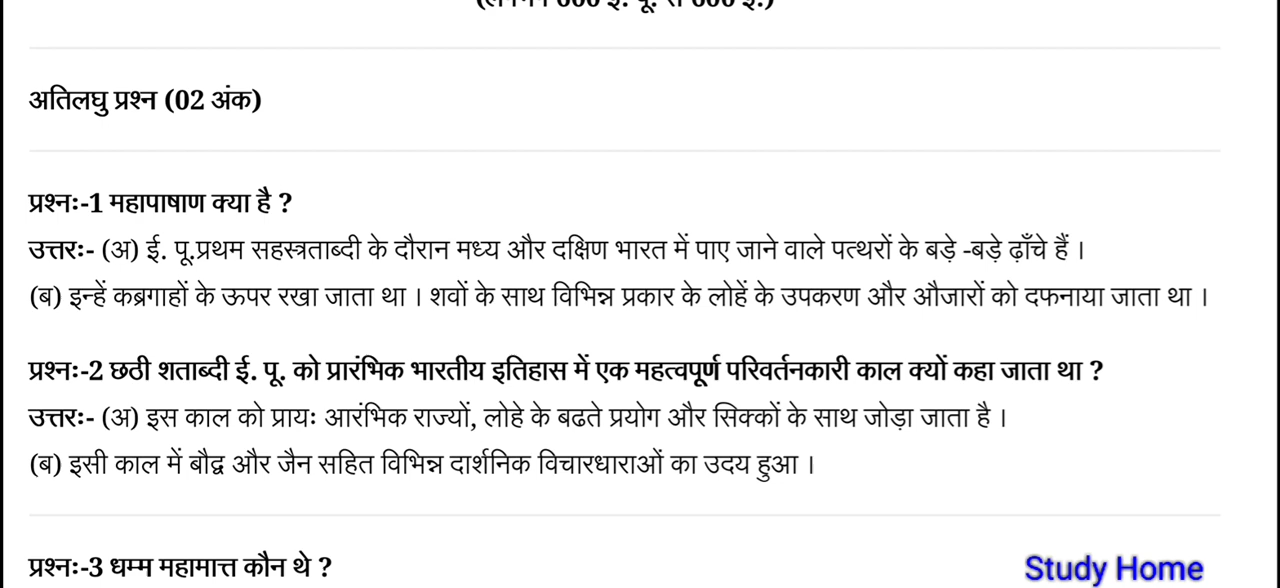 अतिलघु प्रश्न (02 अंक)
प्रश्नः-1 महापाषाण क्या है ?
उत्तरः- (अ) ई. पू.प्रथम सहस्त्रताब्दी के दौरान मध्य और दक्षिण भारत में पाए जाने वाले पत्थरों के बड़े -बड़े ढ़ाँचे हैं ।
(ब) इन्हें कब्रगाहों के ऊपर रखा जाता था । शवों के साथ विभिन्न प्रकार के लोहें के उपकरण और औजारों को दफनाया जाता था ।
प्रश्नः-2 छठी शताब्दी ई. पू. को प्रारंभिक भारतीय इतिहास में एक महत्वपूर्ण परिवर्तनकारी काल क्यों कहा जाता था ?
उत्तरः- (अ) इस काल को प्रायः आरंभिक राज्यों, लोहे के बढते प्रयोग और सिक्कों के साथ जोड़ा जाता है ।
(ब) इसी काल में बौद्व और जैन सहित विभिन्न दार्शनिक विचारधाराओं का उदय हुआ ।
प्रश्नः-3 धम्म महामात्त कौन थे ?
Study Home